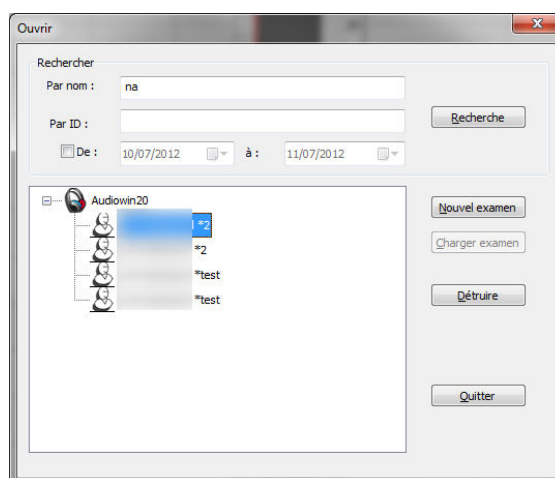 Ouvrir
Rechercher
Par nom : na
Par ID :
Recherche
De : 10/07/2012 à : 11/07/2012
Audiowin20
*2
*2
*test
*test
Nouvel examen
Charger examen
Détruire
Quitter